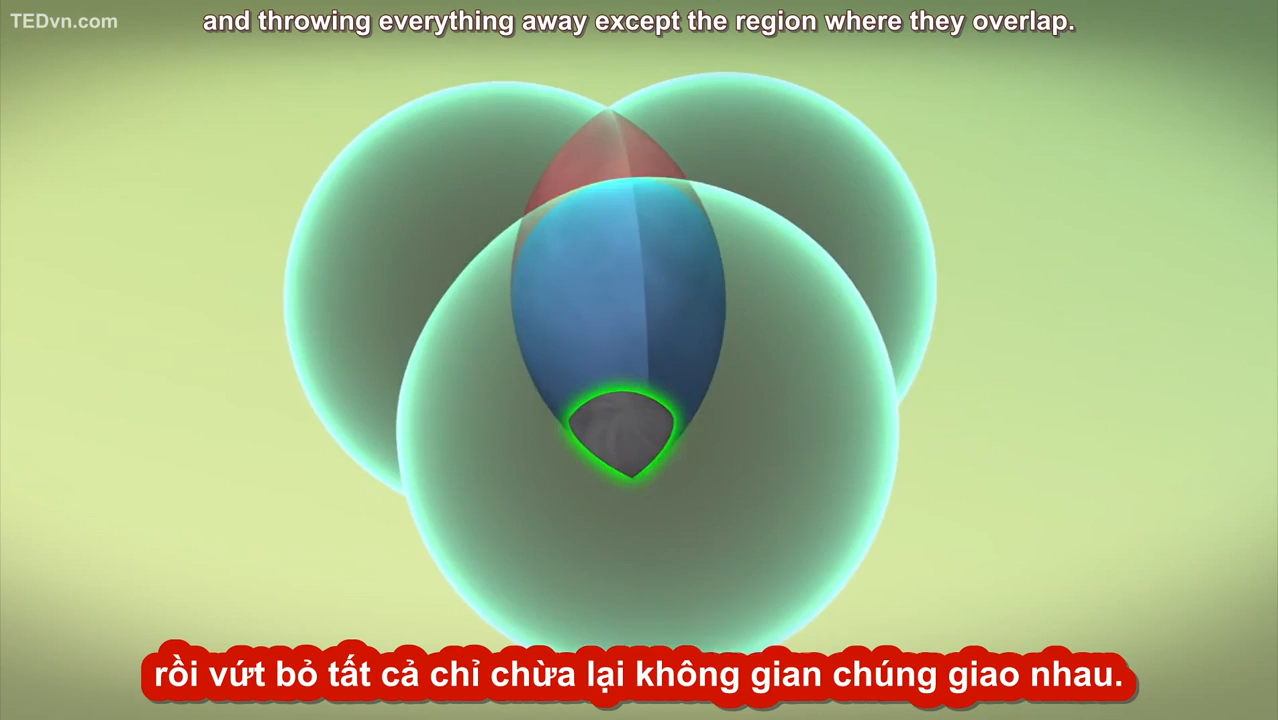 TEDvn.com
and throwing everything away except the region where they overlap.
rồi vứt bỏ tất cả chỉ chừa lại không gian chúng giao nhau.